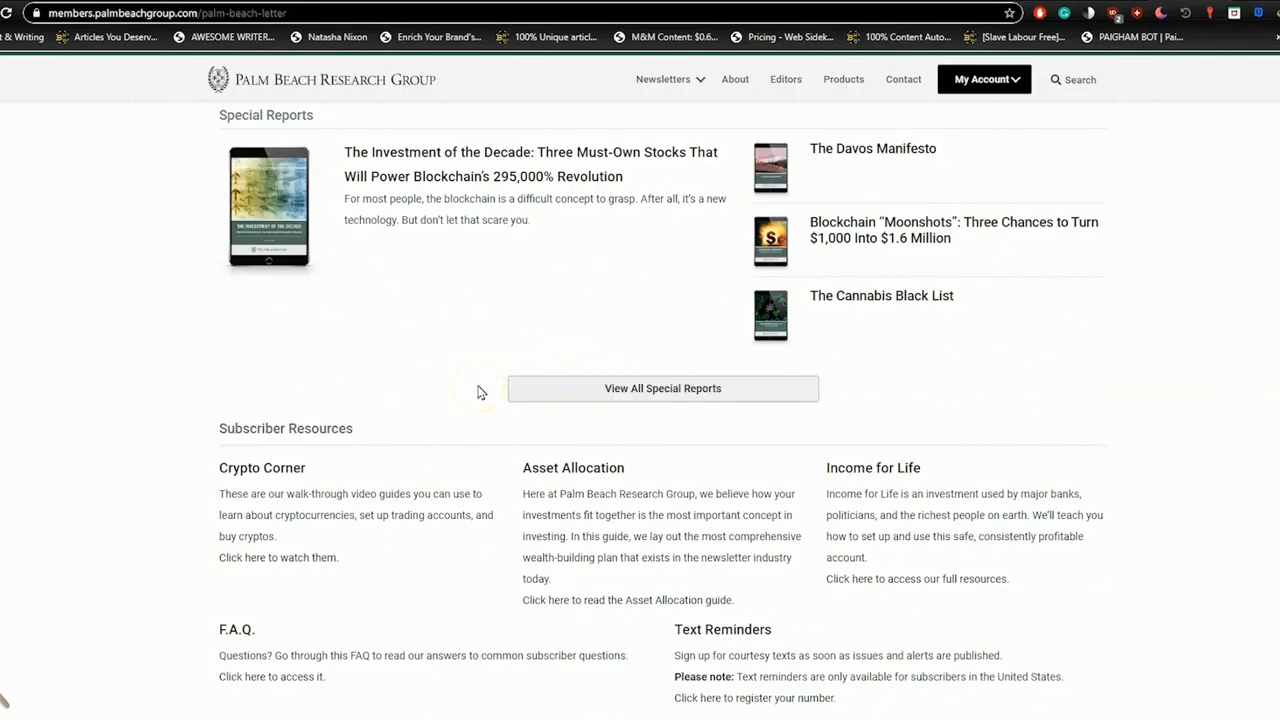 members.palmbeachgroup.com/palm-beach-letter
t & Writing
Articles You Deserv...
AWESOME WRITER...
Natasha Nixon
Enrich Your Brand's...
100% Unique articl...
M&M Content: $0.6...
Pricing - Web Sidek...
100% Content Auto...
[Slave Labour Free]...
PAIGHAM BOT | Pai...
PALM BEACH RESEARCH GROUP
Newsletters
About
Editors
Products
Contact
My Account
Search
Special Reports
The Investment of the Decade: Three Must-Own Stocks That
Will Power Blockchain's 295,000% Revolution
For most people, the blockchain is a difficult concept to grasp. After all, it's a new
technology. But don't let that scare you.
THE INVESTMENT OF THE DECADE
The Davos Manifesto
Blockchain “Moonshots”: Three Chances to Turn
$1,000 Into $1.6 Million
The Cannabis Black List
View All Special Reports
Subscriber Resources
Crypto Corner
These are our walk-through video guides you can use to
learn about cryptocurrencies, set up trading accounts, and
buy cryptos.
Click here to watch them.
Asset Allocation
Here at Palm Beach Research Group, we believe how your
investments fit together is the most important concept in
investing. In this guide, we lay out the most comprehensive
wealth-building plan that exists in the newsletter industry
today.
Click here to read the Asset Allocation guide.
Income for Life
Income for Life is an investment used by major banks,
politicians, and the richest people on earth. We'll teach you
how to set up and use this safe, consistently profitable
account.
Click here to access our full resources.
F.A.Q.
Questions? Go through this FAQ to read our answers to common subscriber questions.
Click here to access it.
Text Reminders
Sign up for courtesy texts as soon as issues and alerts are published.
Please note: Text reminders are only available for subscribers in the United States.
Click here to register your number.